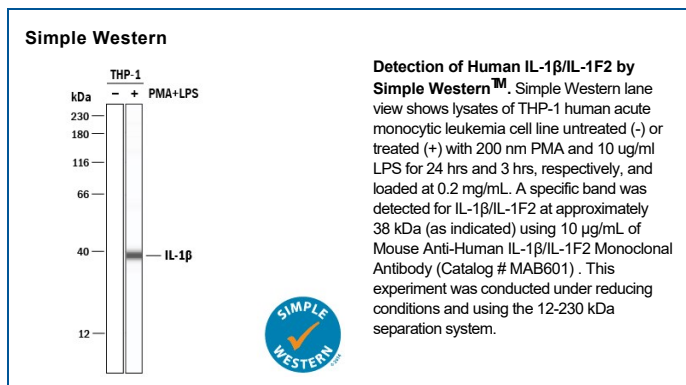 Simple Western
THP-1
kDa – + PMA+LPS
230
180
116
66
40
IL-1β
12
SIMPLE
WESTERN
Detection of Human IL-1β/IL-1F2 by
Simple Western™. Simple Western lane
view shows lysates of THP-1 human acute
monocytic leukemia cell line untreated (-) or
treated (+) with 200 nm PMA and 10 ug/ml
LPS for 24 hrs and 3 hrs, respectively, and
loaded at 0.2 mg/mL. A specific band was
detected for IL-1β/IL-1F2 at approximately
38 kDa (as indicated) using 10 µg/mL of
Mouse Anti-Human IL-1β/IL-1F2 Monoclonal
Antibody (Catalog # MAB601) . This
experiment was conducted under reducing
conditions and using the 12-230 kDa
separation system.